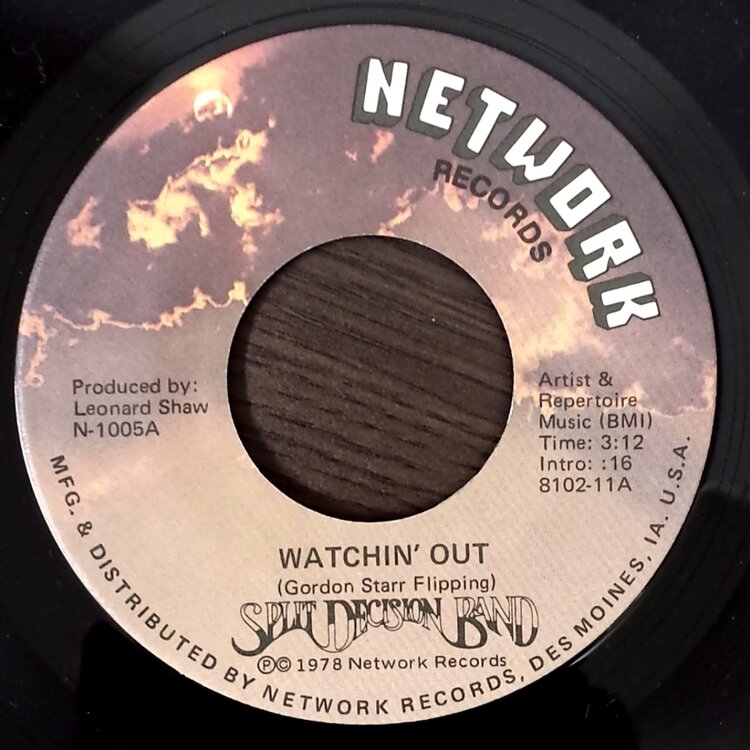 NETWORK
RECORDS
Produced by:
Leonard Shaw
N-1005A
Artist &
Repertoire
Music (BMI)
Time: 3:12
Intro: :16
8102-11A
WATCHIN' OUT
(Gordon Starr Flipping)
SPLIT DECISION BAND
℗© 1978 Network Records
MFG. & DISTRIBUTED BY NETWORK RECORDS, DES MOINES, IA. U.S.A.